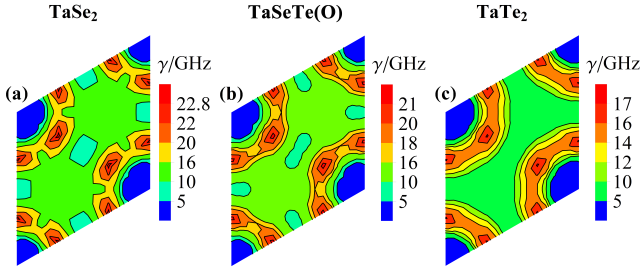 TaSe₂ TaSeTe(O) TaTe₂
γ/GHz γ/GHz γ/GHz
(a) (b) (c)
22.8 21 17
22 20 16
20 18 14
16 16 12
10 10 10
5 5 5